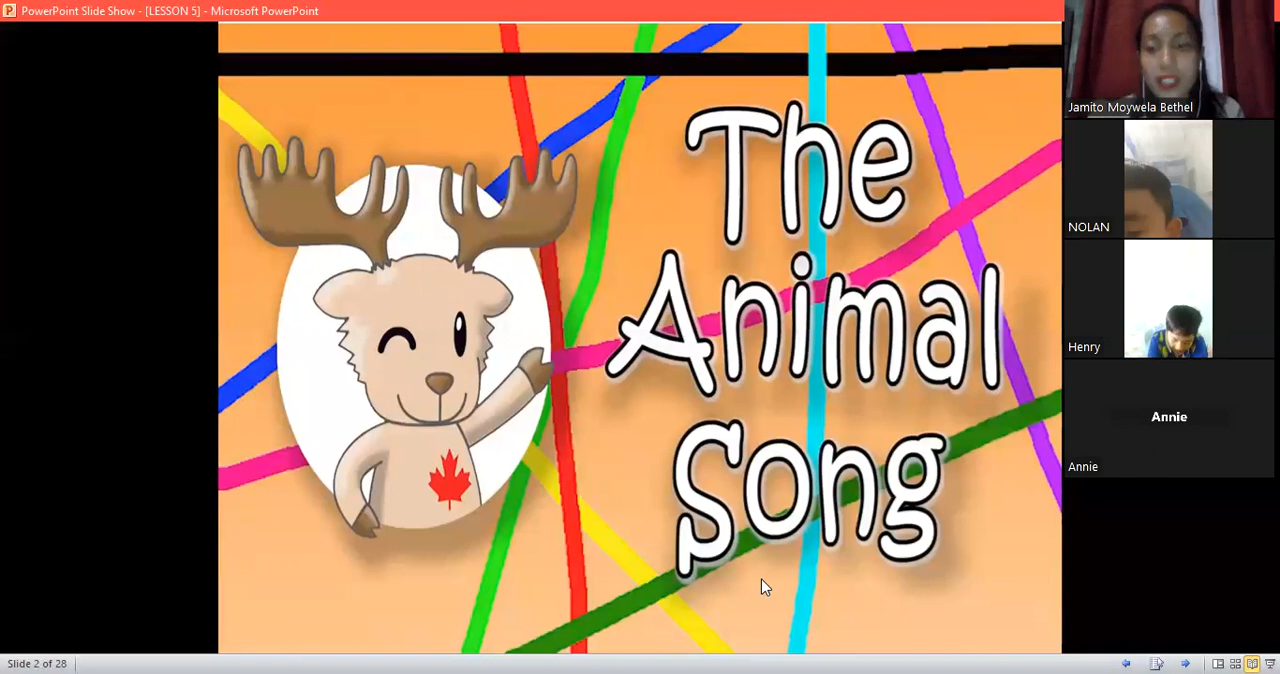 PowerPoint Slide Show - [LESSON 5] - Microsoft PowerPoint
The
Animal
Song
Jamito Moywela Bethel
NOLAN
Henry
Annie
Annie
Slide 2 of 28